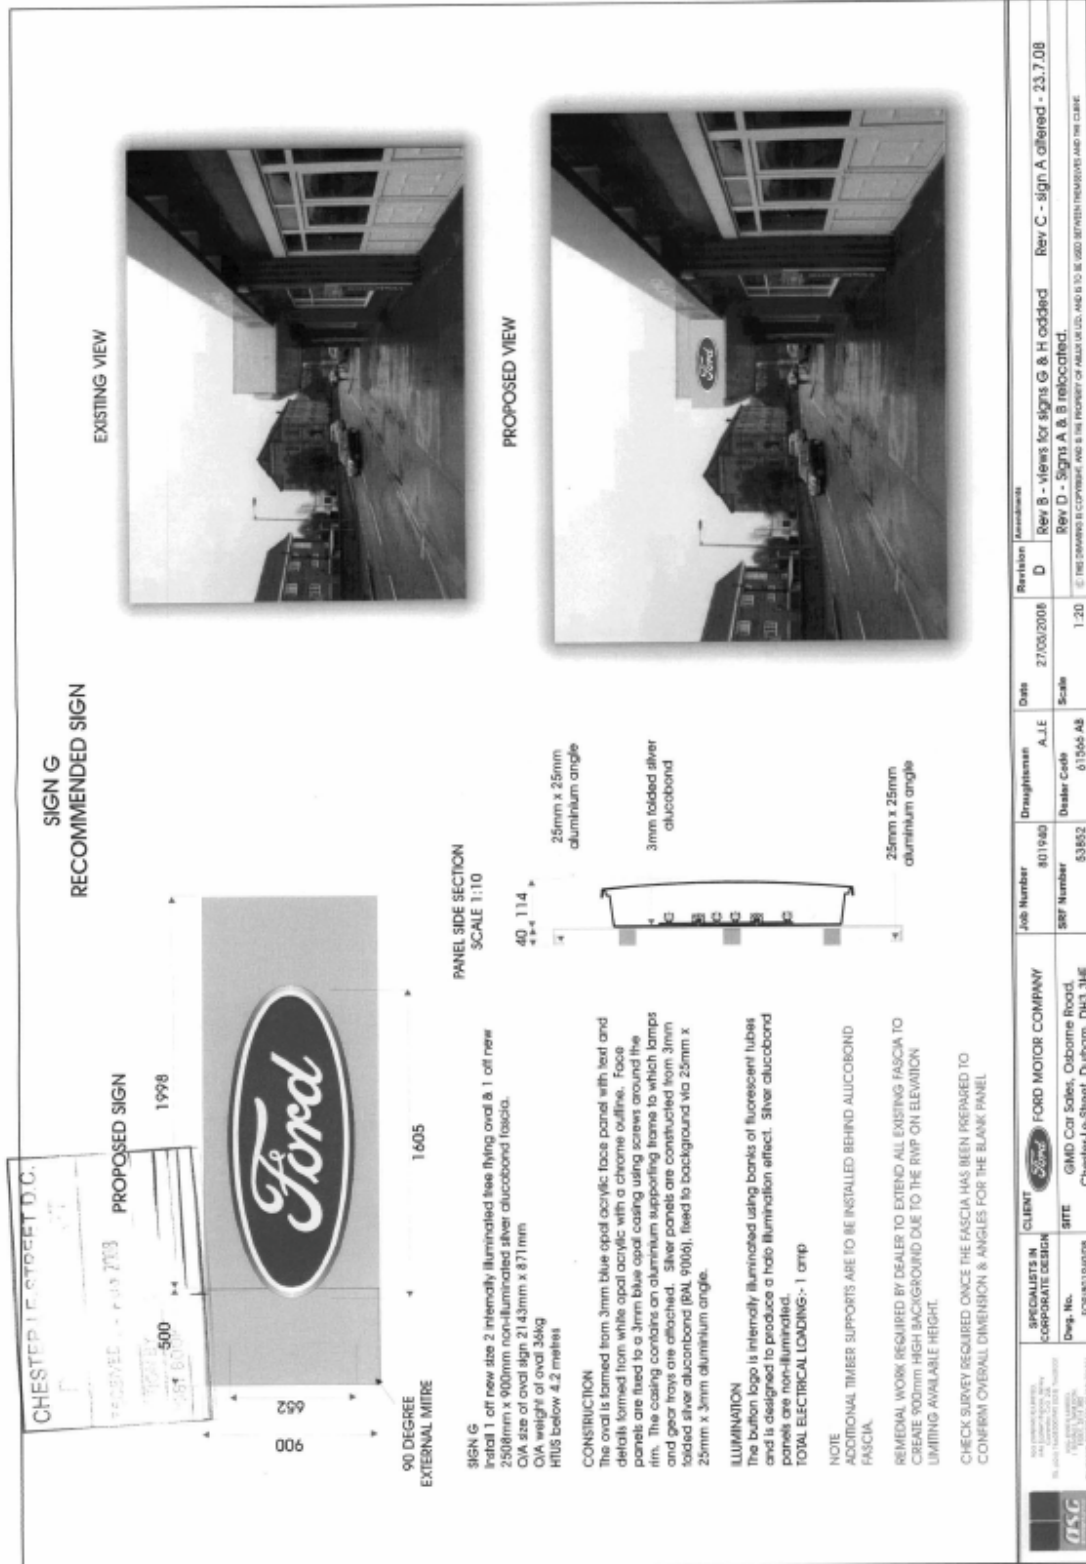 SIGN G
RECOMMENDED SIGN
CHESTER LE STREET D.C.
PROPOSED SIGN
1998
500
900
652
1605
Ford
90 DEGREE
EXTERNAL MITRE
EXISTING VIEW
PROPOSED VIEW
Ford
PANEL SIDE SECTION
SCALE 1:10
40 114
25mm x 25mm
aluminium angle
3mm folded silver
alucobond
25mm x 25mm
aluminium angle
SIGN G
Install 1 off new size 2 internally illuminated free flying oval & 1 off new
2508mm x 900mm non-illuminated silver alucobond fascia.
O/A size of oval sign 2143mm x 871mm
O/A weight of oval 36kg
HTUS below 4.2 metres
CONSTRUCTION
The oval is formed from 3mm blue opal acrylic face panel with text and
details formed from white opal acrylic with a chrome outline. Face
panels are fixed to a 3mm blue opal casing using screws around the
rim. The casing contains an aluminium supporting frame to which lamps
and gear trays are attached. Silver panels are constructed from 3mm
folded silver aluconbond (RAL 9006), fixed to background via 25mm x
25mm x 3mm aluminium angle.
ILLUMINATION
The button logo is internally illuminated using banks of fluorescent tubes
and is designed to produce a halo illumination effect. Silver alucobond
panels are non-illuminated.
TOTAL ELECTRICAL LOADING:- 1 amp
NOTE
ADDITIONAL TIMBER SUPPORTS ARE TO BE INSTALLED BEHIND ALUCOBOND
FASCIA.
REMEDIAL WORK REQUIRED BY DEALER TO EXTEND ALL EXISTING FASCIA TO
CREATE 900mm HIGH BACKGROUND DUE TO THE RWP ON ELEVATION
LIMITING AVAILABLE HEIGHT.
CHECK SURVEY REQUIRED ONCE THE FASCIA HAS BEEN PREPARED TO
CONFIRM OVERALL DIMENSION & ANGLES FOR THE BLANK PANEL
SPECIALISTS IN
CORPORATE DESIGN
Dwg. No.
CLIENT Ford FORD MOTOR COMPANY
SITE GMD Car Sales, Osborne Road,
Chester Le Street, Durham, DH3 3HE
Job Number 801940
SRF Number 53852
Draughtsman A.J.E
Dealer Code 61566 AB
Date 27/05/2008
Scale 1:20
Revision D
Amendments
Rev B - views for signs G & H added Rev C - sign A altered - 23.7.08
Rev D - Signs A & B relocated.